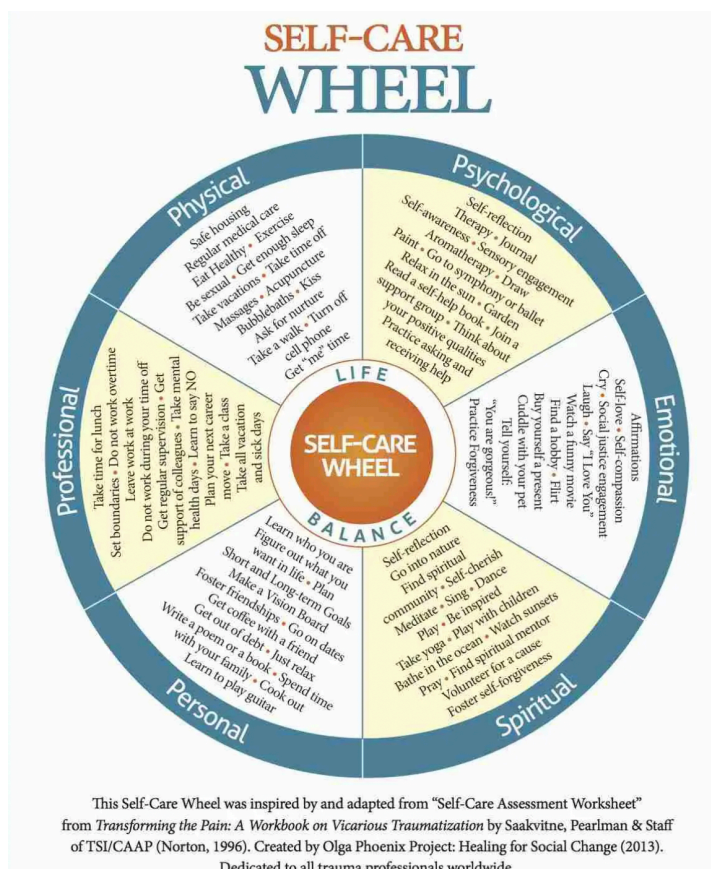 SELF-CARE
WHEEL
Physical
Safe housing
Regular medical care
Eat Healthy • Exercise
Be sexual • Get enough sleep
Take vacations • Take time off
Massages • Acupuncture
Bubblebaths • Kiss
Ask for nurture
Take a walk • Turn off
cell phone
Get "me" time
Psychological
Self-reflection
Therapy • Journal
Self-awareness • Sensory engagement
Aromatherapy • Draw
Paint • Go to symphony or ballet
Relax in the sun • Garden
Read a self-help book • Join a
support group • Think about
your positive qualities
Practice asking and
receiving help
Emotional
Affirmations
Self-love • Self-compassion
Cry • Social justice engagement
Laugh • Say "I Love You"
Watch a funny movie
Find a hobby • Flirt
Buy yourself a present
Cuddle with your pet
Tell yourself:
"You are gorgeous!"
Practice Forgiveness
Spiritual
Self-reflection
Go into nature
Find spiritual
community • Self-cherish
Meditate • Sing • Dance
Play • Be inspired
Take yoga • Play with children
Bathe in the ocean • Watch sunsets
Pray • Find spiritual mentor
Volunteer for a cause
Foster self-forgiveness
Personal
Learn who you are
Figure out what you
want in life • Plan
Short and Long-term Goals
Make a Vision Board
Foster friendships • Go on dates
Get coffee with a friend
Get out of debt • Just relax
Write a poem or a book • Spend time
with your family • Cook out
Learn to play guitar
Professional
Take time for lunch
Set boundaries • Do not work overtime
Leave work at work
Do not work during your time off
Get regular supervision • Get
support of colleagues • Take mental
health days • Learn to say NO
Plan your next career
move • Take a class
Take all vacation
and sick days
LIFE
SELF-CARE
WHEEL
BALANCE
This Self-Care Wheel was inspired by and adapted from "Self-Care Assessment Worksheet"
from Transforming the Pain: A Workbook on Vicarious Traumatization by Saakvitne, Pearlman & Staff
of TSI/CAAP (Norton, 1996). Created by Olga Phoenix Project: Healing for Social Change (2013).
Dedicated to all trauma professionals worldwide